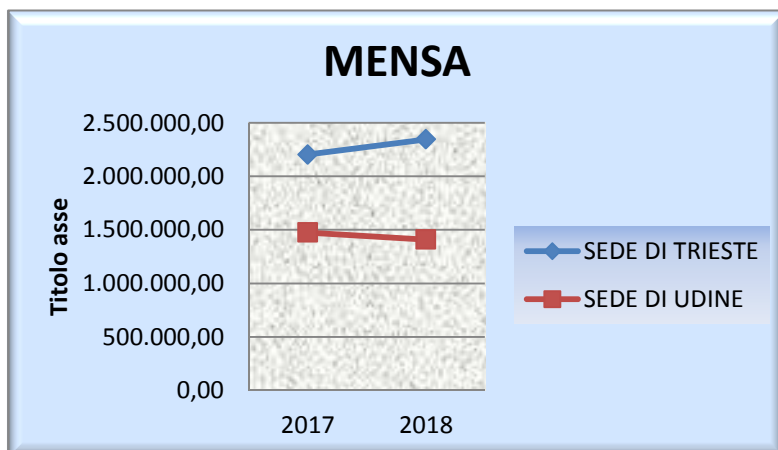 MENSA
Titolo asse
2.500.000,00
2.000.000,00
1.500.000,00
1.000.000,00
500.000,00
0,00
2017 2018
SEDE DI TRIESTE
SEDE DI UDINE